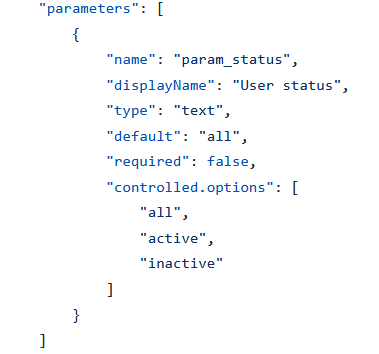 "parameters": [
{
"name": "param_status",
"displayName": "User status",
"type": "text",
"default": "all",
"required": false,
"controlled.options": [
"all",
"active",
"inactive"
]
}
]